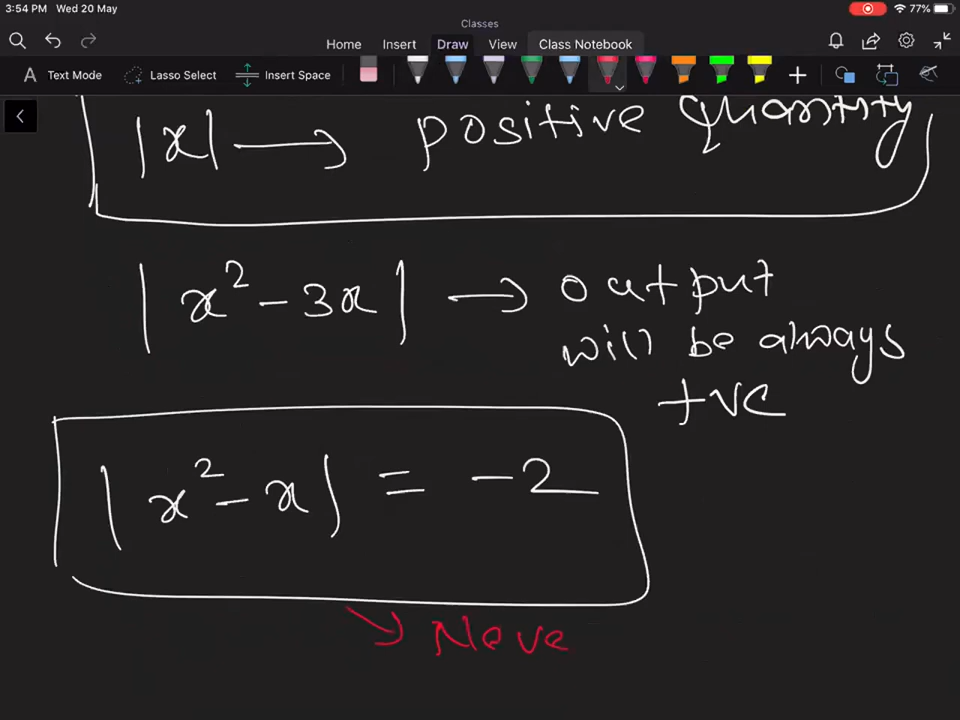 3:54 PM Wed 20 May
77%
Classes
Home Insert Draw View Class Notebook
A Text Mode Lasso Select Insert Space
|x| → positive quantity
|x² - 3x| → output
will be always
+ve
|x² - x| = -2
→ Neve